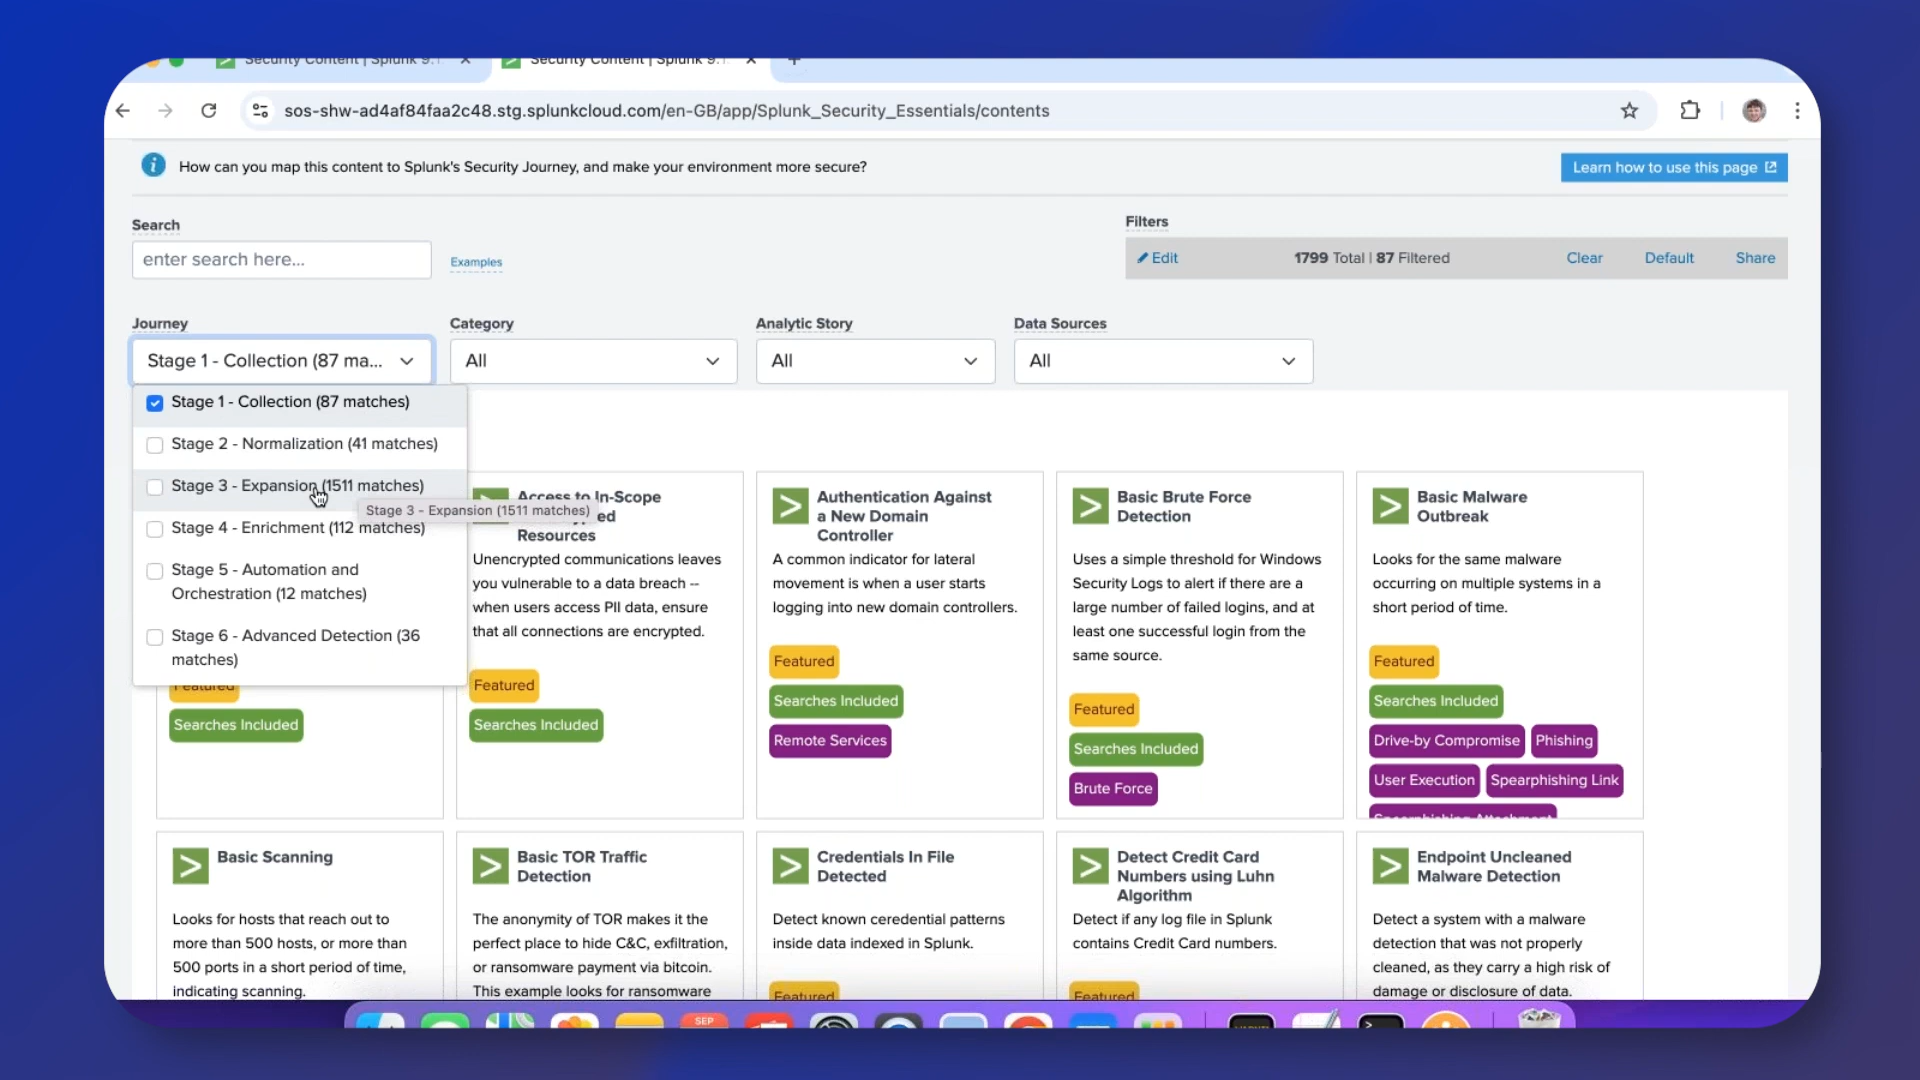 Security Content | Splunk 9.1.
Security Content | Splunk 9.1.
sos-shw-ad4af84faa2c48.stg.splunkcloud.com/en-GB/app/Splunk_Security_Essentials/contents
How can you map this content to Splunk's Security Journey, and make your environment more secure?
Learn how to use this page
Search
Filters
enter search here...
Examples
Edit
1799 Total | 87 Filtered
Clear
Default
Share
Journey
Category
Analytic Story
Data Sources
Stage 1 - Collection (87 ma...
All
All
All
Stage 1 - Collection (87 matches)
Stage 2 - Normalization (41 matches)
Stage 3 - Expansion (1511 matches)
Stage 3 - Expansion (1511 matches)
Stage 4 - Enrichment (112 matches)
Stage 5 - Automation and
Orchestration (12 matches)
Stage 6 - Advanced Detection (36
matches)
Featured
Searches Included
Access to In-Scope
Resources
Unencrypted communications leaves
you vulnerable to a data breach --
when users access PII data, ensure
that all connections are encrypted.
Featured
Searches Included
Authentication Against
a New Domain
Controller
A common indicator for lateral
movement is when a user starts
logging into new domain controllers.
Featured
Searches Included
Remote Services
Basic Brute Force
Detection
Uses a simple threshold for Windows
Security Logs to alert if there are a
large number of failed logins, and at
least one successful login from the
same source.
Featured
Searches Included
Brute Force
Basic Malware
Outbreak
Looks for the same malware
occurring on multiple systems in a
short period of time.
Featured
Searches Included
Drive-by Compromise
Phishing
User Execution
Spearphishing Link
Spearphishing Attachment
Basic Scanning
Looks for hosts that reach out to
more than 500 hosts, or more than
500 ports in a short period of time,
indicating scanning.
Basic TOR Traffic
Detection
The anonymity of TOR makes it the
perfect place to hide C&C, exfiltration,
or ransomware payment via bitcoin.
This example looks for ransomware
Credentials In File
Detected
Detect known ceredential patterns
inside data indexed in Splunk.
Featured
Detect Credit Card
Numbers using Luhn
Algorithm
Detect if any log file in Splunk
contains Credit Card numbers.
Featured
Endpoint Uncleaned
Malware Detection
Detect a system with a malware
detection that was not properly
cleaned, as they carry a high risk of
damage or disclosure of data.
SEP